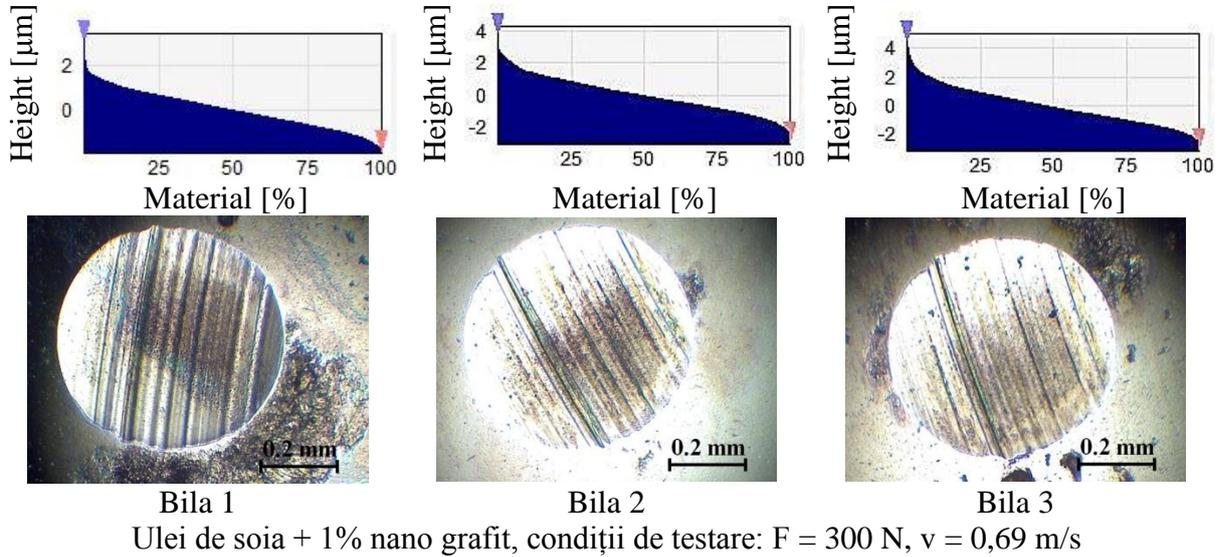 Height [µm]
2
0
25 50 75 100
Material [%]
Height [µm]
4
2
0
-2
25 50 75 100
Material [%]
Height [µm]
4
2
0
-2
25 50 75 100
Material [%]
0.2 mm
0.2 mm
0.2 mm
Bila 1
Bila 2
Bila 3
Ulei de soia + 1% nano grafit, condiții de testare: F = 300 N, v = 0,69 m/s